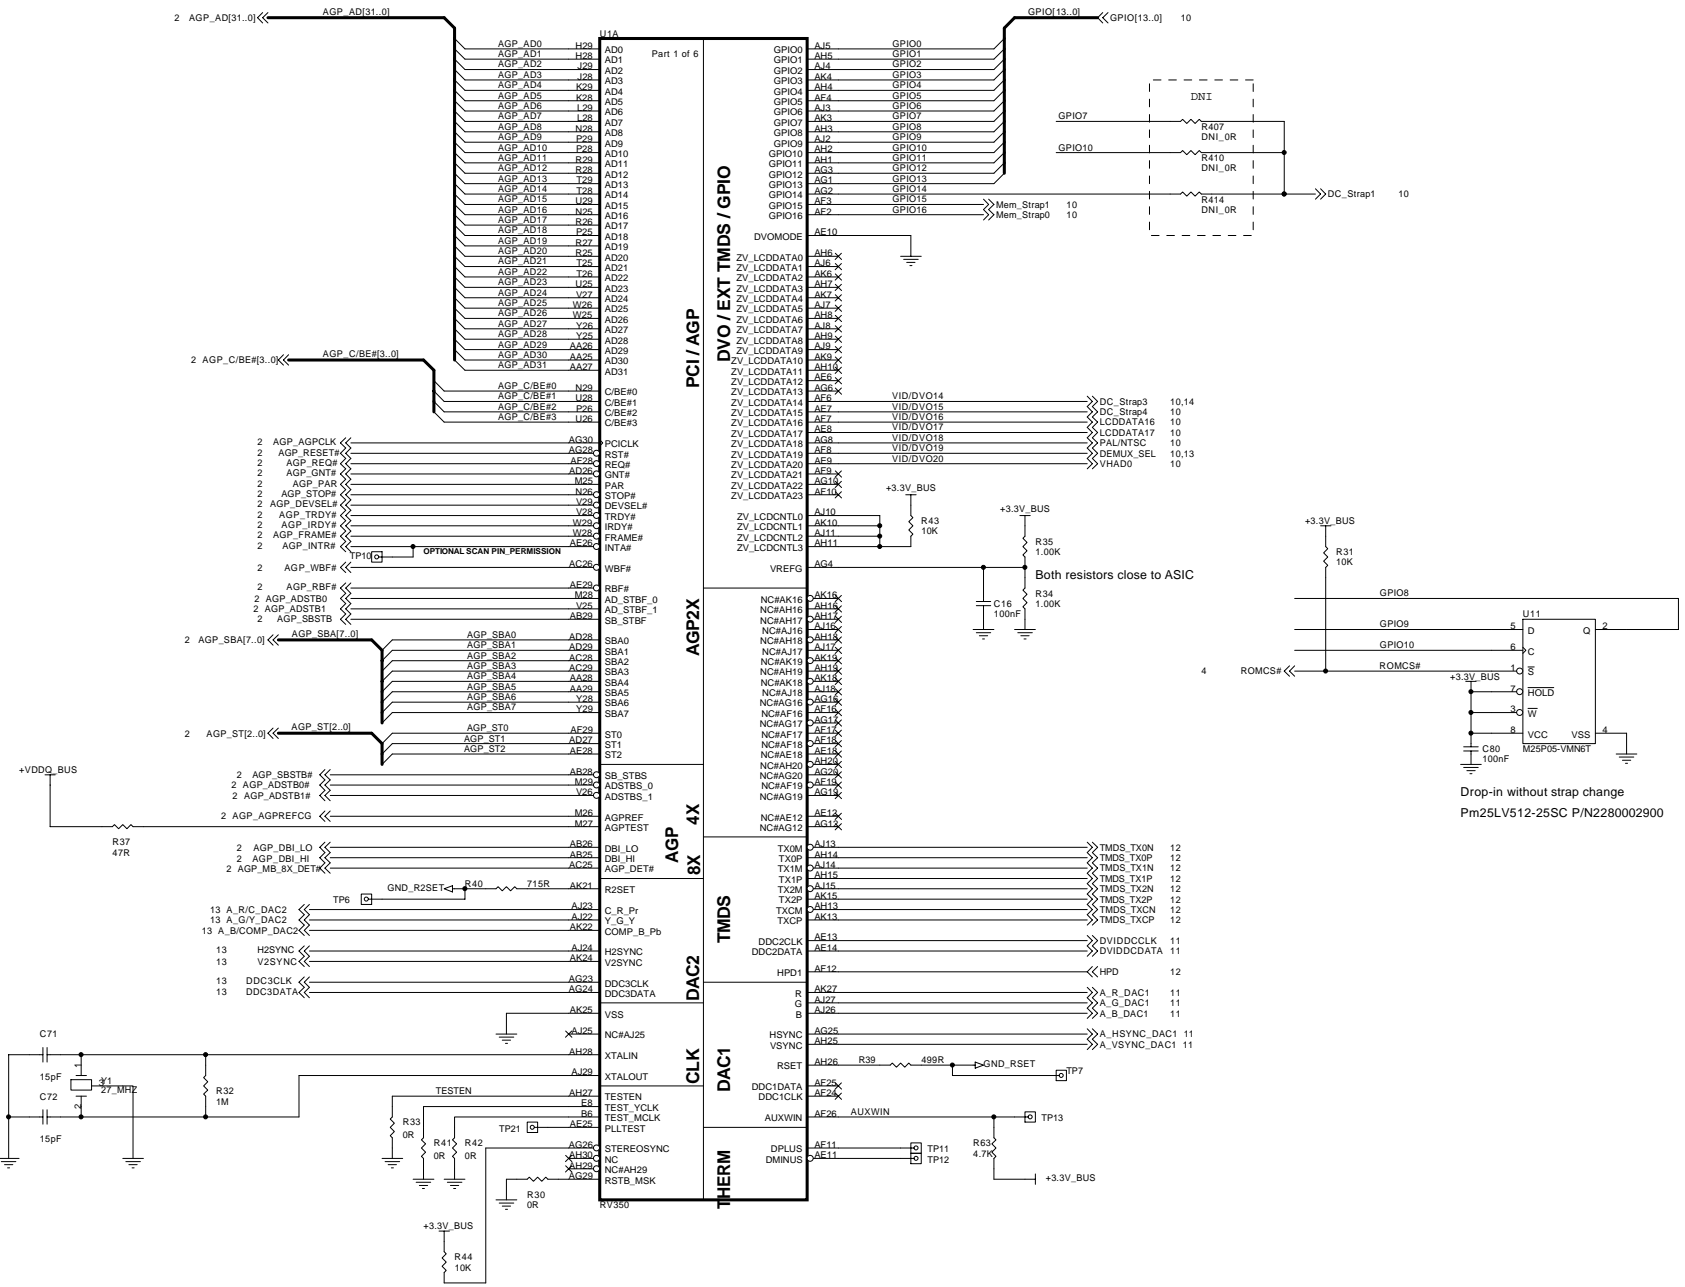 2 AGP_AD[31..0] AGP_AD[31..0]
U1A
Part 1 of 6
AGP_AD0 H29 AD0
AGP_AD1 H28 AD1
AGP_AD2 J29 AD2
AGP_AD3 J28 AD3
AGP_AD4 K29 AD4
AGP_AD5 K28 AD5
AGP_AD6 L29 AD6
AGP_AD7 L28 AD7
AGP_AD8 N28 AD8
AGP_AD9 P29 AD9
AGP_AD10 P28 AD10
AGP_AD11 R29 AD11
AGP_AD12 R28 AD12
AGP_AD13 T29 AD13
AGP_AD14 T28 AD14
AGP_AD15 U29 AD15
AGP_AD16 N25 AD16
AGP_AD17 R26 AD17
AGP_AD18 P25 AD18
AGP_AD19 R27 AD19
AGP_AD20 R25 AD20
AGP_AD21 T25 AD21
AGP_AD22 T26 AD22
AGP_AD23 U25 AD23
AGP_AD24 V27 AD24
AGP_AD25 W26 AD25
AGP_AD26 W25 AD26
AGP_AD27 Y26 AD27
AGP_AD28 Y25 AD28
AGP_AD29 AA26 AD29
AGP_AD30 AA25 AD30
AGP_AD31 AA27 AD31
2 AGP_C/BE#[3..0] AGP_C/BE#[3..0]
AGP_C/BE#0 N29 C/BE#0
AGP_C/BE#1 U28 C/BE#1
AGP_C/BE#2 P26 C/BE#2
AGP_C/BE#3 U26 C/BE#3
2 AGP_AGPCLK AG30 PCICLK
2 AGP_RESET# AG28 RST#
2 AGP_REQ# AF28 REQ#
2 AGP_GNT# AD26 GNT#
2 AGP_PAR M25 PAR
2 AGP_STOP# N26 STOP#
2 AGP_DEVSEL# V29 DEVSEL#
2 AGP_TRDY# V28 TRDY#
2 AGP_IRDY# W29 IRDY#
2 AGP_FRAME# W28 FRAME#
2 AGP_INTR# AE26 INTA#
TP10 OPTIONAL SCAN PIN_PERMISSION
2 AGP_WBF# AC26 WBF#
2 AGP_RBF# AE29 RBF#
2 AGP_ADSTB0 M28 AD_STBF_0
2 AGP_ADSTB1 V25 AD_STBF_1
2 AGP_SBSTB AB29 SB_STBF
2 AGP_SBA[7..0] AGP_SBA[7..0]
AGP_SBA0 AD28 SBA0
AGP_SBA1 AD29 SBA1
AGP_SBA2 AC28 SBA2
AGP_SBA3 AC29 SBA3
AGP_SBA4 AA28 SBA4
AGP_SBA5 AA29 SBA5
AGP_SBA6 Y28 SBA6
AGP_SBA7 Y29 SBA7
2 AGP_ST[2..0] AGP_ST[2..0]
AGP_ST0 AF29 ST0
AGP_ST1 AD27 ST1
AGP_ST2 AE28 ST2
+VDDQ_BUS
2 AGP_SBSTB# AB28 SB_STBS
2 AGP_ADSTB0# M29 ADSTBS_0
2 AGP_ADSTB1# V26 ADSTBS_1
2 AGP_AGPREFCG M26 AGPREF
M27 AGPTEST
R37
47R
2 AGP_DBI_LO AB26 DBI_LO
2 AGP_DBI_HI AB25 DBI_HI
2 AGP_MB_8X_DET# AC25 AGP_DET#
GND_R2SET R40 715R AK21 R2SET
TP6
13 A_R/C_DAC2 AJ23 C_R_Pr
13 A_G/Y_DAC2 AJ22 Y_G_Y
13 A_B/COMP_DAC2 AK22 COMP_B_Pb
13 H2SYNC AJ24 H2SYNC
13 V2SYNC AK24 V2SYNC
13 DDC3CLK AG23 DDC3CLK
13 DDC3DATA AG24 DDC3DATA
AK25 VSS
AJ25 NC#AJ25
AH28 XTALIN
AJ29 XTALOUT
C71
15pF
1
3 Y1
27_MHZ
2
C72
15pF
R32
1M
TESTEN AH27 TESTEN
E8 TEST_YCLK
B6 TEST_MCLK
TP21 AE25 PLLTEST
R33
0R
R41
0R
R42
0R
AG26 STEREOSYNC
AH30 NC
AH29 NC#AH29
AG29 RSTB_MSK
R30
0R
+3.3V_BUS
R44
10K
RV350
PCI / AGP
AGP2X
4X
AGP
8X
DAC2
CLK
DVO / EXT TMDS / GPIO
TMDS
DAC1
THERM
GPIO[13..0] GPIO[13..0] 10
GPIO0 AJ5 GPIO0
GPIO1 AH5 GPIO1
GPIO2 AJ4 GPIO2
GPIO3 AK4 GPIO3
GPIO4 AH4 GPIO4
GPIO5 AF4 GPIO5
GPIO6 AJ3 GPIO6
GPIO7 AK3 GPIO7
GPIO8 AH3 GPIO8
GPIO9 AJ2 GPIO9
GPIO10 AH2 GPIO10
GPIO11 AH1 GPIO11
GPIO12 AG3 GPIO12
GPIO13 AG1 GPIO13
GPIO14 AG2 GPIO14
GPIO15 AF3 GPIO15 Mem_Strap1 10
GPIO16 AF2 GPIO16 Mem_Strap0 10
DNI
GPIO7
R407
DNI_0R
GPIO10
R410
DNI_0R
R414
DNI_0R
DC_Strap1 10
DVOMODE AE10
ZV_LCDDATA0 AH6
ZV_LCDDATA1 AJ6
ZV_LCDDATA2 AK6
ZV_LCDDATA3 AH7
ZV_LCDDATA4 AK7
ZV_LCDDATA5 AJ7
ZV_LCDDATA6 AH8
ZV_LCDDATA7 AJ8
ZV_LCDDATA8 AH9
ZV_LCDDATA9 AJ9
ZV_LCDDATA10 AK9
ZV_LCDDATA11 AH10
ZV_LCDDATA12 AE6
ZV_LCDDATA13 AG6
ZV_LCDDATA14 AF6 VID/DVO14 DC_Strap3 10,14
ZV_LCDDATA15 AE7 VID/DVO15 DC_Strap4 10
ZV_LCDDATA16 AF7 VID/DVO16 LCDDATA16 10
ZV_LCDDATA17 AE8 VID/DVO17 LCDDATA17 10
ZV_LCDDATA18 AG8 VID/DVO18 PAL/NTSC 10
ZV_LCDDATA19 AF8 VID/DVO19 DEMUX_SEL 10,13
ZV_LCDDATA20 AE9 VID/DVO20 VHAD0 10
ZV_LCDDATA21 AF9
ZV_LCDDATA22 AG10
ZV_LCDDATA23 AF10
+3.3V_BUS
R43
10K
ZV_LCDCNTL0 AJ10
ZV_LCDCNTL1 AK10
ZV_LCDCNTL2 AJ11
ZV_LCDCNTL3 AH11
VREFG AG4
+3.3V_BUS
R35
1.00K
Both resistors close to ASIC
R34
1.00K
C16
100nF
NC#AK16 AK16
NC#AH16 AH16
NC#AH17 AH17
NC#AJ16 AJ16
NC#AH18 AH18
NC#AJ17 AJ17
NC#AK19 AK19
NC#AH19 AH19
NC#AK18 AK18
NC#AJ18 AJ18
NC#AG16 AG16
NC#AF16 AF16
NC#AG17 AG17
NC#AF17 AF17
NC#AF18 AF18
NC#AE18 AE18
NC#AH20 AH20
NC#AG20 AG20
NC#AF19 AF19
NC#AG19 AG19
NC#AE12 AE12
NC#AG12 AG12
TX0M AJ13 TMDS_TX0N 12
TX0P AH14 TMDS_TX0P 12
TX1M AJ14 TMDS_TX1N 12
TX1P AH15 TMDS_TX1P 12
TX2M AJ15 TMDS_TX2N 12
TX2P AK15 TMDS_TX2P 12
TXCM AH13 TMDS_TXCN 12
TXCP AK13 TMDS_TXCP 12
DDC2CLK AE13 DVIDDCCLK 11
DDC2DATA AE14 DVIDDCDATA 11
HPD1 AF12 HPD 12
R AK27 A_R_DAC1 11
G AJ27 A_G_DAC1 11
B AJ26 A_B_DAC1 11
HSYNC AG25 A_HSYNC_DAC1 11
VSYNC AH25 A_VSYNC_DAC1 11
RSET AH26 R39 499R GND_RSET
TP7
DDC1DATA AF25
DDC1CLK AF24
AUXWIN AF26 AUXWIN TP13
R63
4.7K
+3.3V_BUS
DPLUS AF11 TP11
DMINUS AE11 TP12
+3.3V_BUS
R31
10K
GPIO8
U11
GPIO9 5 D Q 2
GPIO10 6 C
4 ROMCS# ROMCS# 1 S
+3.3V_BUS
7 HOLD
3 W
8 VCC VSS 4
M25P05-VMN6T
C80
100nF
Drop-in without strap change
Pm25LV512-25SC P/N2280002900